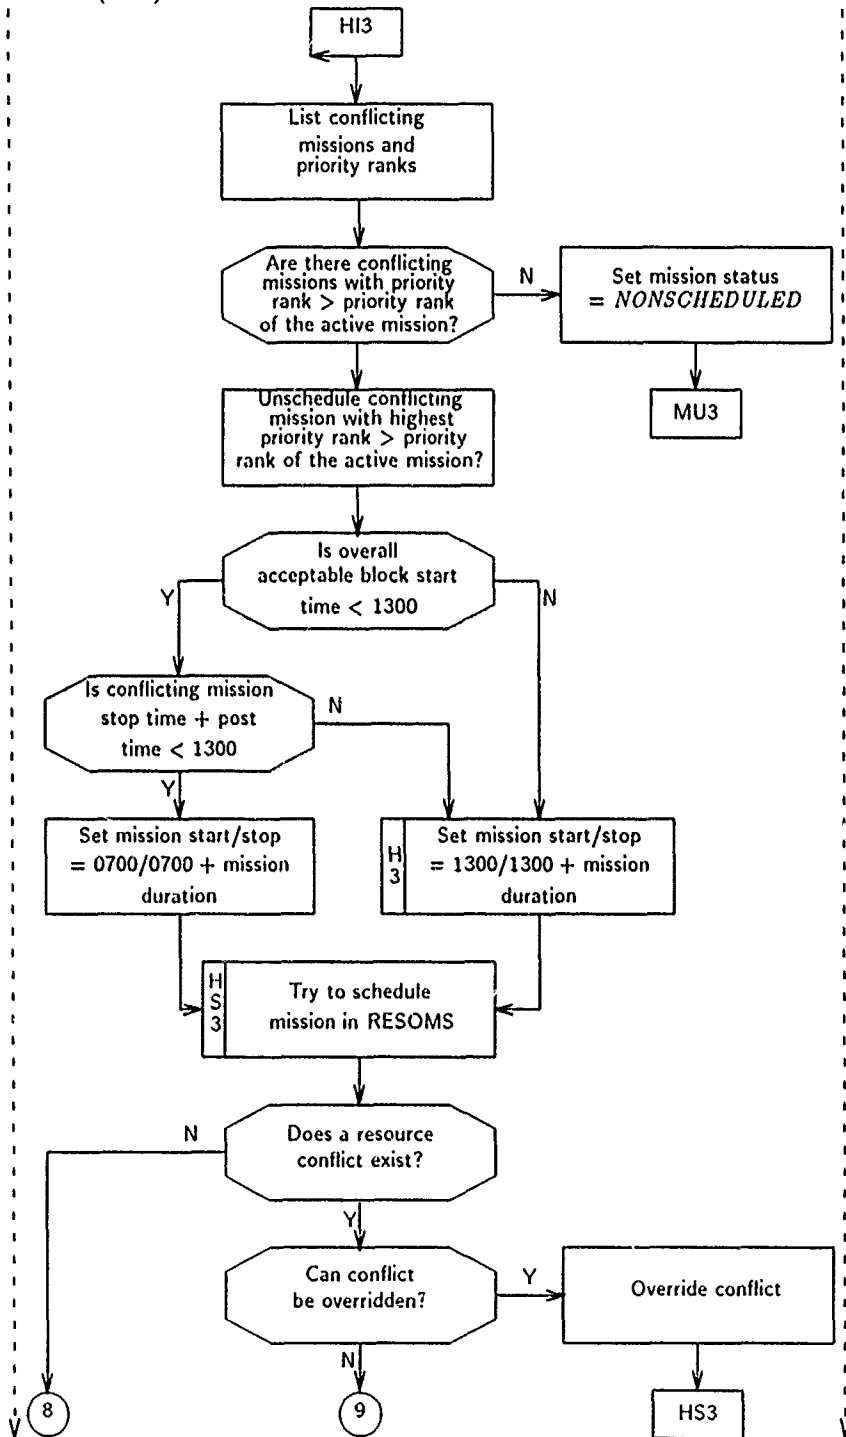 HI3
List conflicting
missions and
priority ranks
Are there conflicting
missions with priority
rank > priority rank
of the active mission?
N
Set mission status
= NONSCHEDULED
MU3
Unschedule conflicting
mission with highest
priority rank > priority
rank of the active mission?
Is overall
acceptable block start
time < 1300
Y
N
Is conflicting mission
stop time + post
time < 1300
N
Y
Set mission start/stop
= 0700/0700 + mission
duration
H
3
Set mission start/stop
= 1300/1300 + mission
duration
H
S
3
Try to schedule
mission in RESOMS
Does a resource
conflict exist?
N
Y
Can conflict
be overridden?
Y
Override conflict
N
8
9
HS3